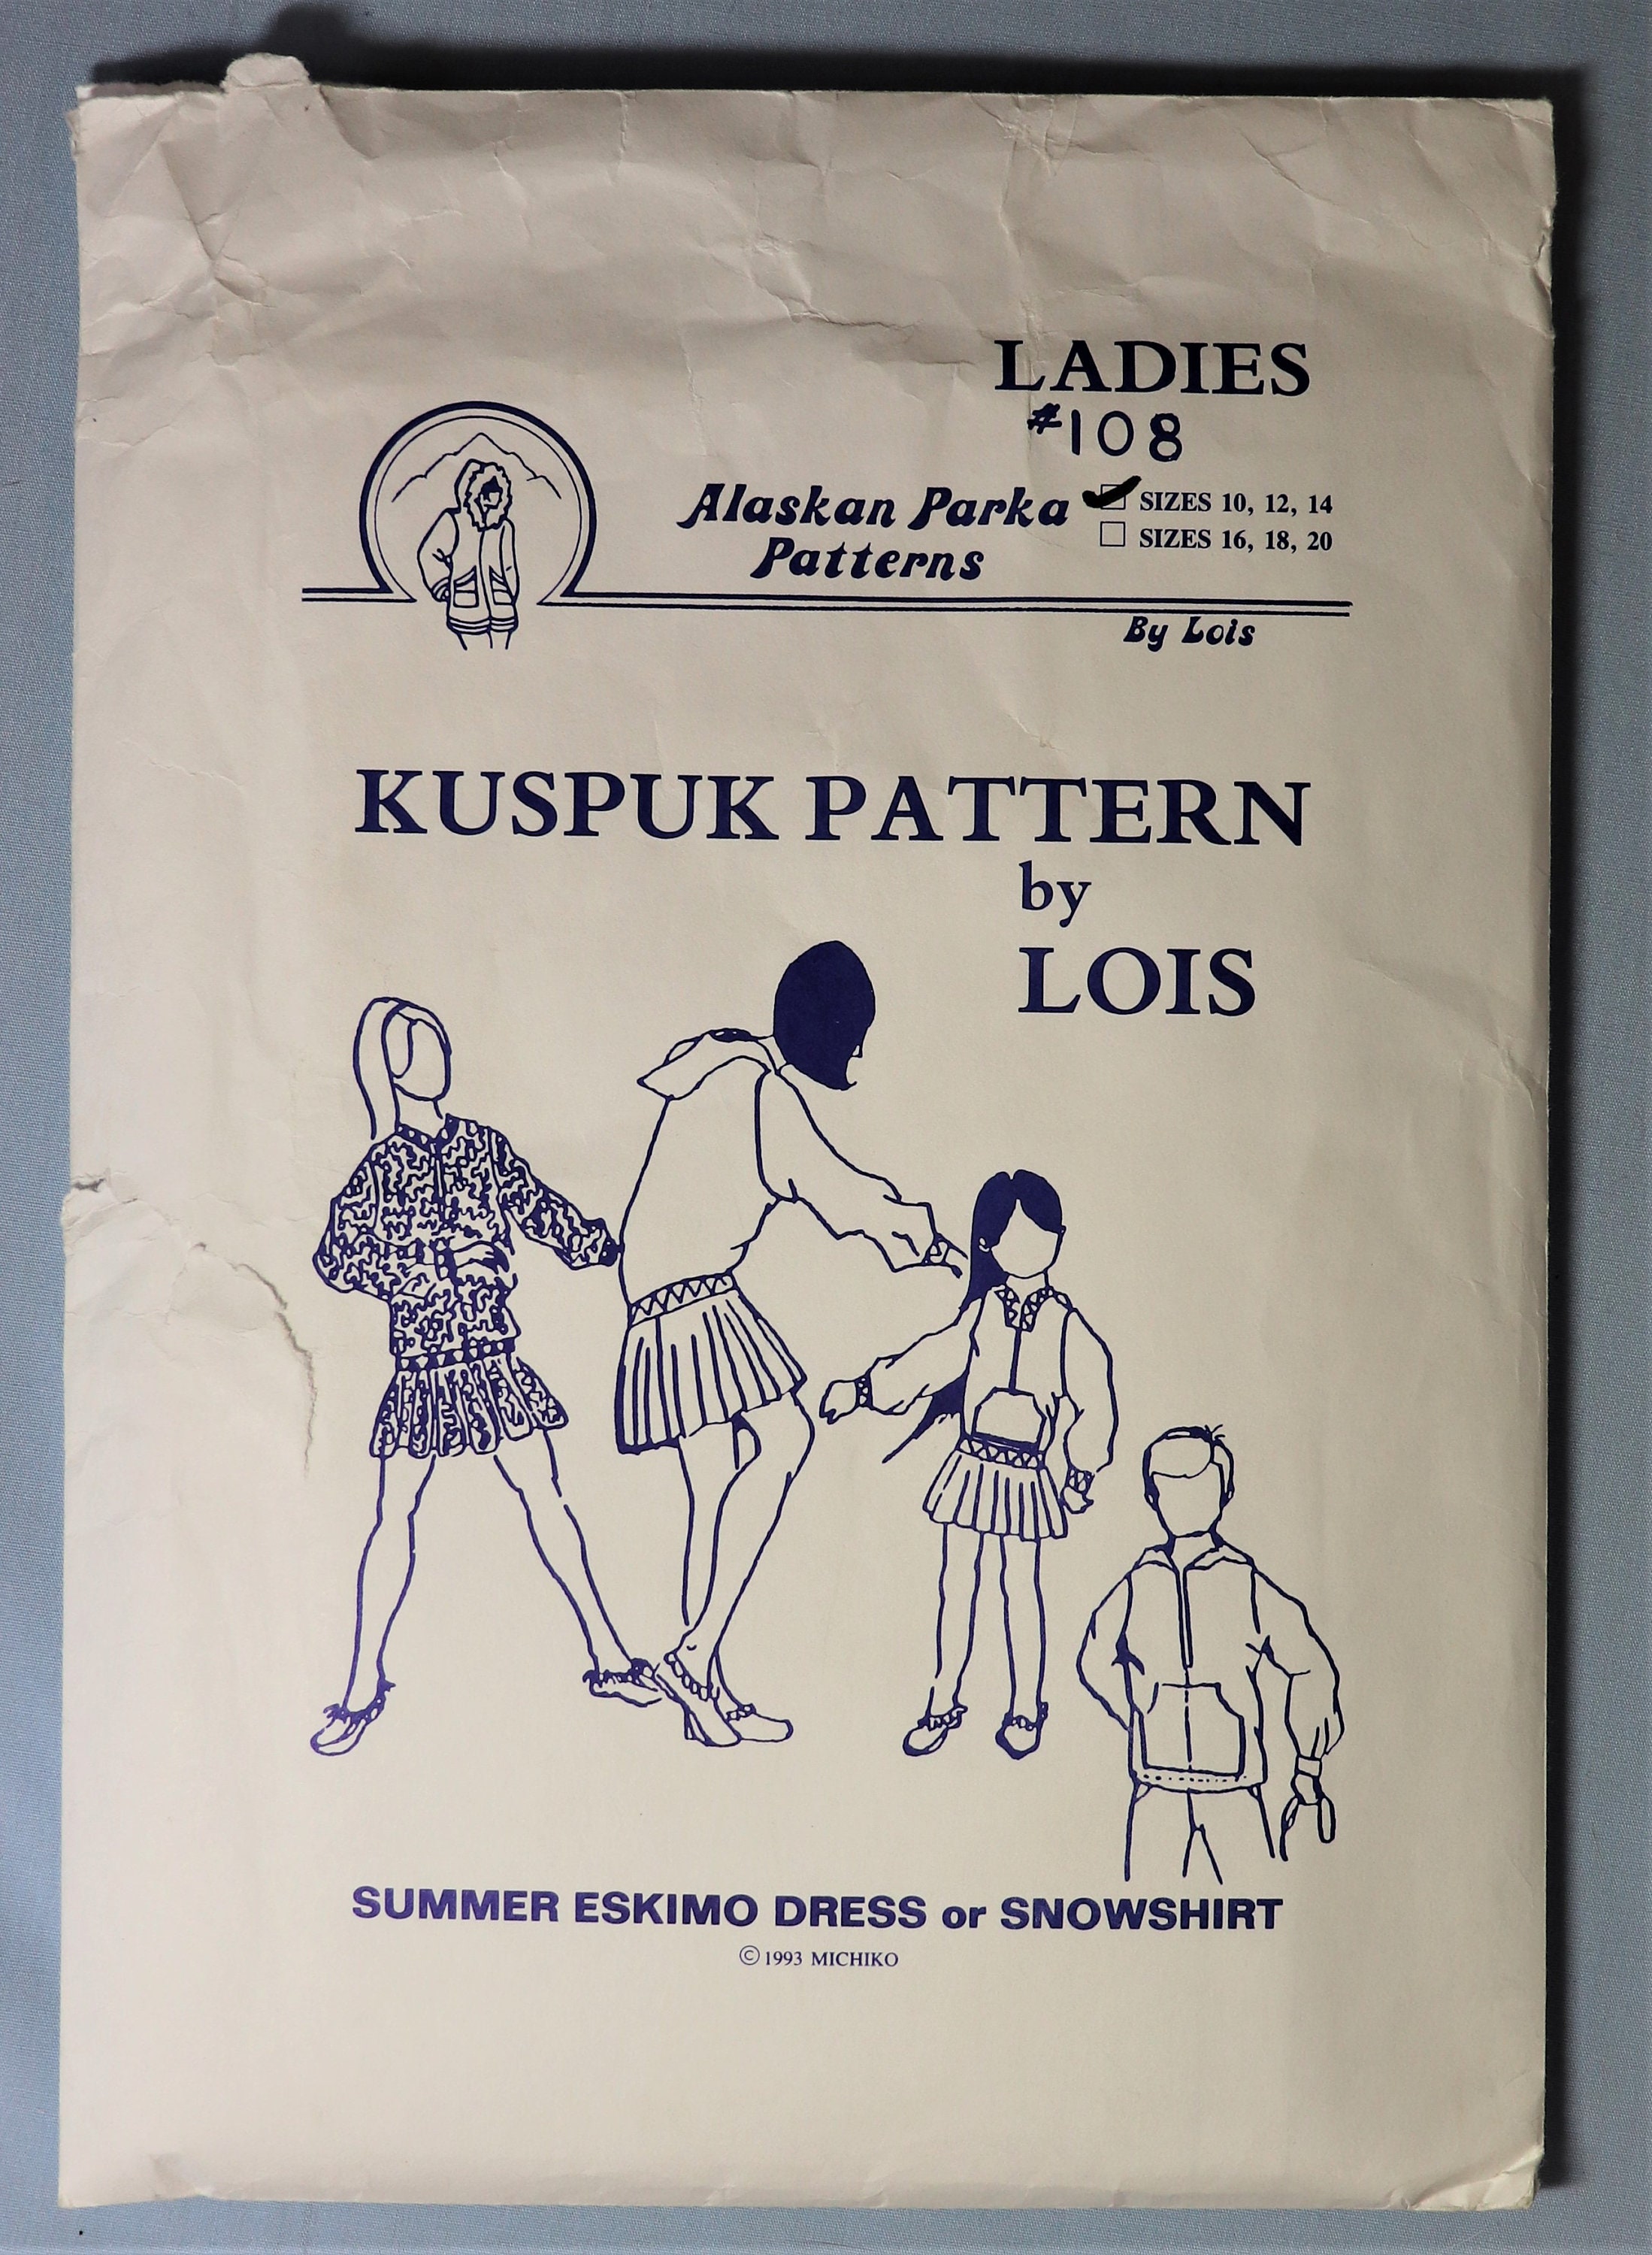 LADIES
#108
Alaskan Parka
Patterns
SIZES 10, 12, 14
SIZES 16, 18, 20
By Lois
KUSPUK PATTERN
by
LOIS
SUMMER ESKIMO DRESS or SNOWSHIRT
© 1993 MICHIKO